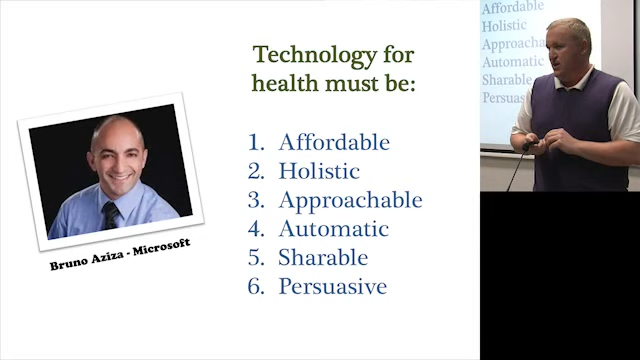 Technology for
health must be:
1. Affordable
2. Holistic
3. Approachable
4. Automatic
5. Sharable
6. Persuasive
Bruno Aziza - Microsoft
Affordable
Holistic
Approachable
Automatic
Sharable
Persuasive